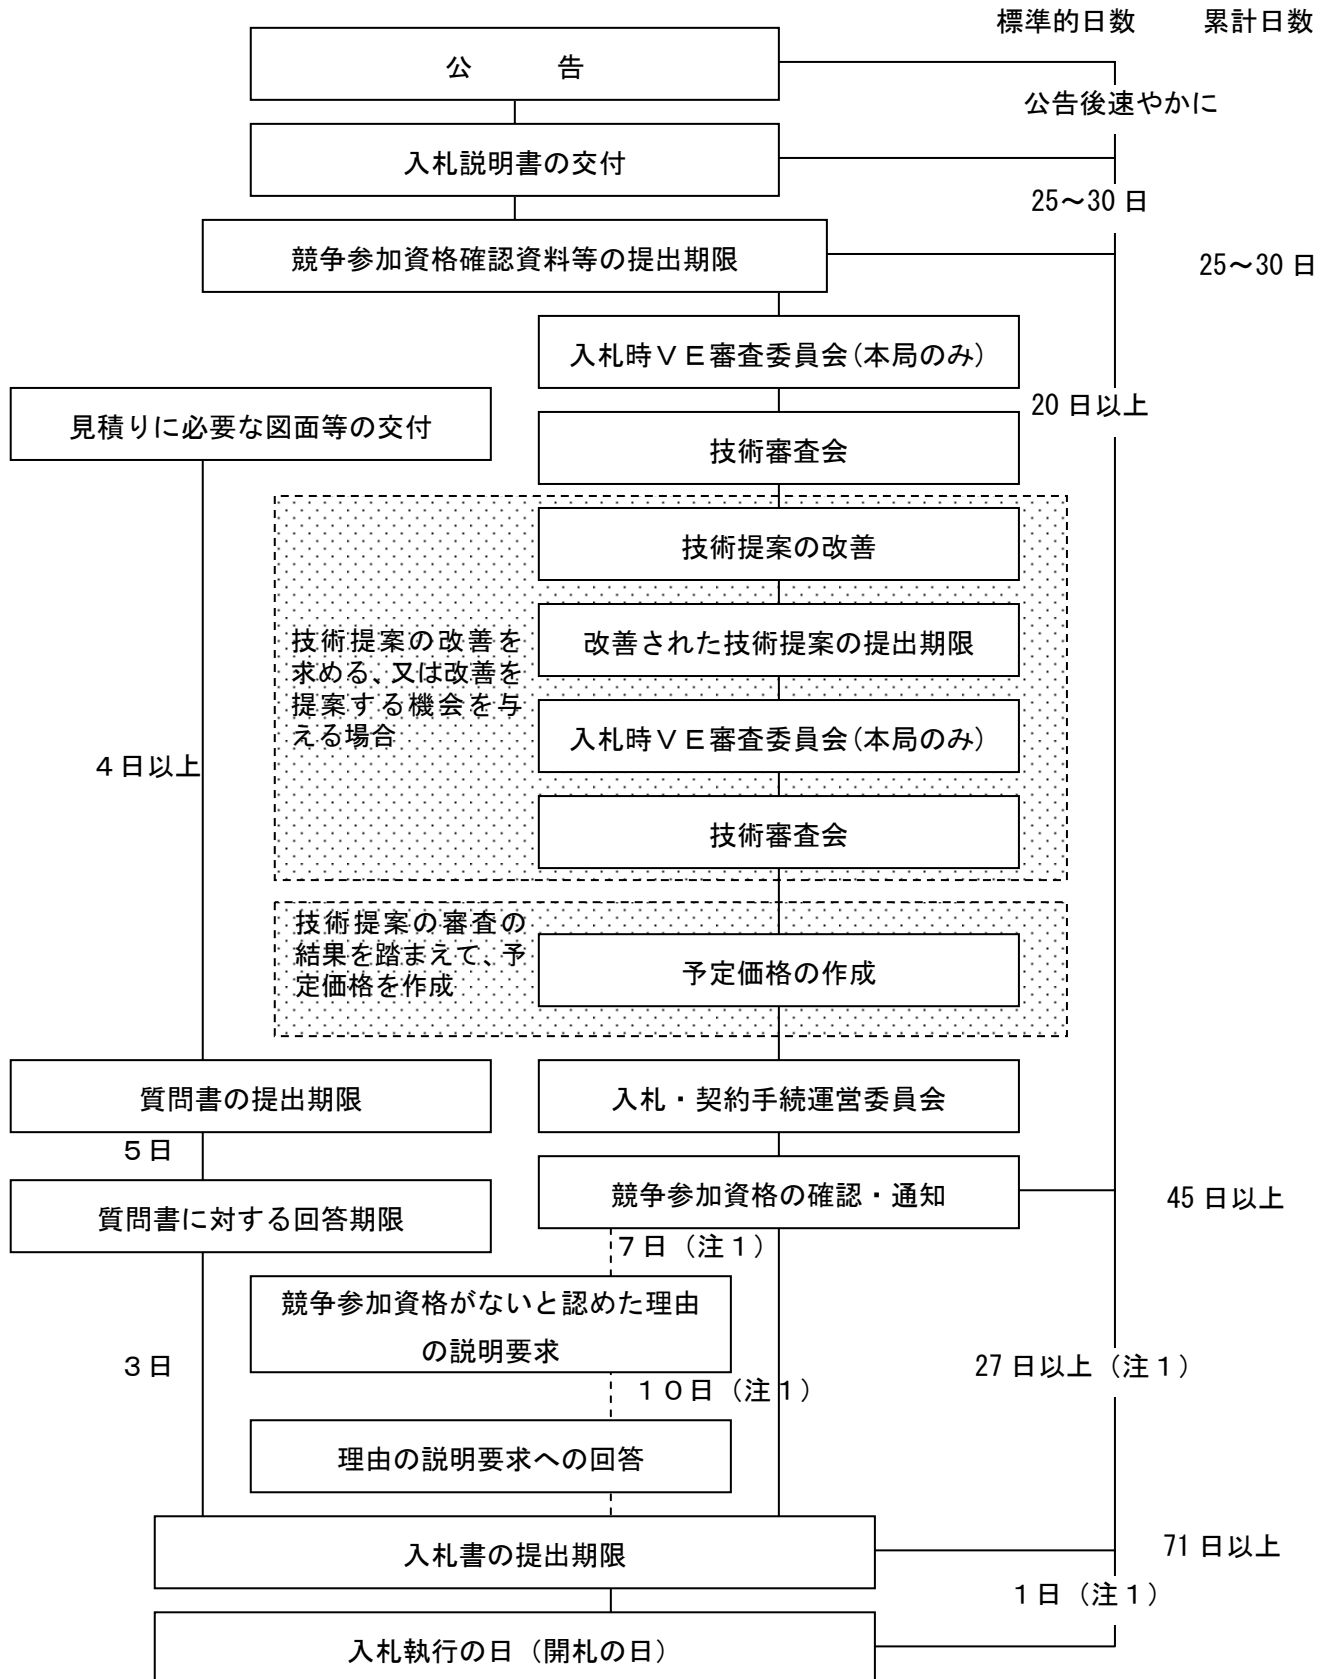 標準的日数 累計日数
公 告
公告後速やかに
入札説明書の交付
25～30 日
競争参加資格確認資料等の提出期限
25～30 日
入札時ＶＥ審査委員会(本局のみ)
20 日以上
見積りに必要な図面等の交付
技術審査会
技術提案の改善
技術提案の改善を
求める、又は改善を
提案する機会を与
える場合
改善された技術提案の提出期限
入札時ＶＥ審査委員会(本局のみ)
４日以上
技術審査会
技術提案の審査の
結果を踏まえて、予
定価格を作成
予定価格の作成
質問書の提出期限
入札・契約手続運営委員会
５日
競争参加資格の確認・通知
45 日以上
質問書に対する回答期限
７日（注１）
競争参加資格がないと認めた理由
の説明要求
３日
27 日以上（注１）
１０日（注１）
理由の説明要求への回答
入札書の提出期限
71 日以上
１日（注１）
入札執行の日（開札の日）